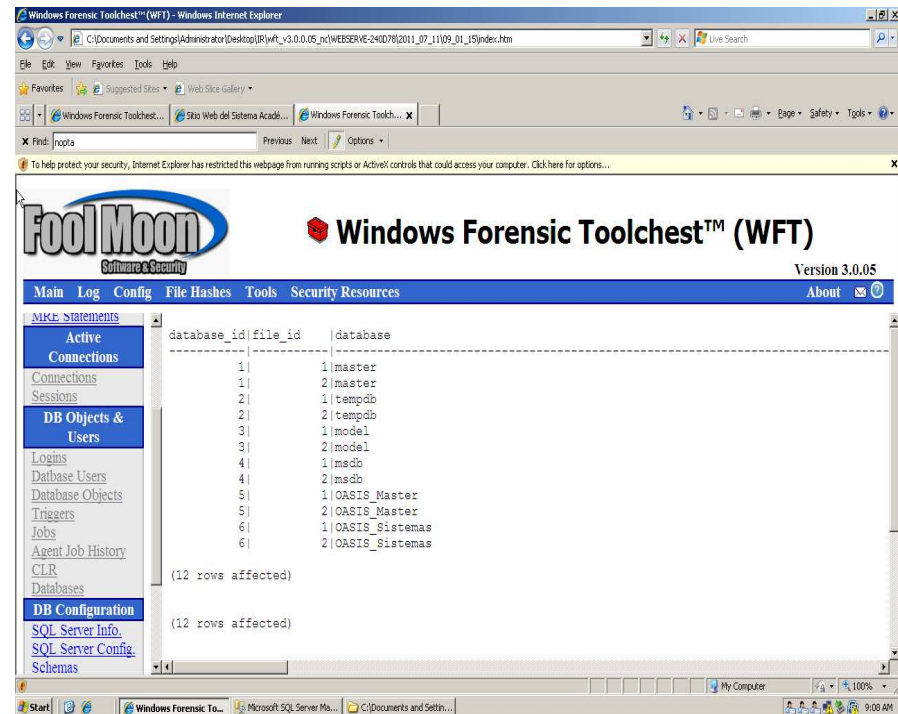 Windows Forensic Toolchest™ (WFT) - Windows Internet Explorer
C:\Documents and Settings\Administrator\Desktop\IR\wft_v3.0.0.05_nc\WEBSERVE-240D78\2011_07_11\09_01_15\index.htm
Live Search
File Edit View Favorites Tools Help
Favorites Suggested Sites Web Slice Gallery
Windows Forensic Toolchest... Sitio Web del Sistema Acadé... Windows Forensic Toolch... X
Page Safety Tools
X Find: nopta Previous Next Options
To help protect your security, Internet Explorer has restricted this webpage from running scripts or ActiveX controls that could access your computer. Click here for options... X
FOOL MOON
Software & Security
Windows Forensic Toolchest™ (WFT)
Version 3.0.05
Main Log Config File Hashes Tools Security Resources About
MRE Statements
Active Connections
Connections
Sessions
DB Objects & Users
Logins
Datbase Users
Database Objects
Triggers
Jobs
Agent Job History
CLR
Databases
DB Configuration
SQL Server Info.
SQL Server Config.
Schemas
database_id|file_id |database
-----------|-----------|--------------------------------
1| 1|master
1| 2|master
2| 1|tempdb
2| 2|tempdb
3| 1|model
3| 2|model
4| 1|msdb
4| 2|msdb
5| 1|OASIS_Master
5| 2|OASIS_Master
6| 1|OASIS_Sistemas
6| 2|OASIS_Sistemas
(12 rows affected)
(12 rows affected)
My Computer 100%
Start Windows Forensic To... Microsoft SQL Server Ma... C:\Documents and Settin... 9:08 AM